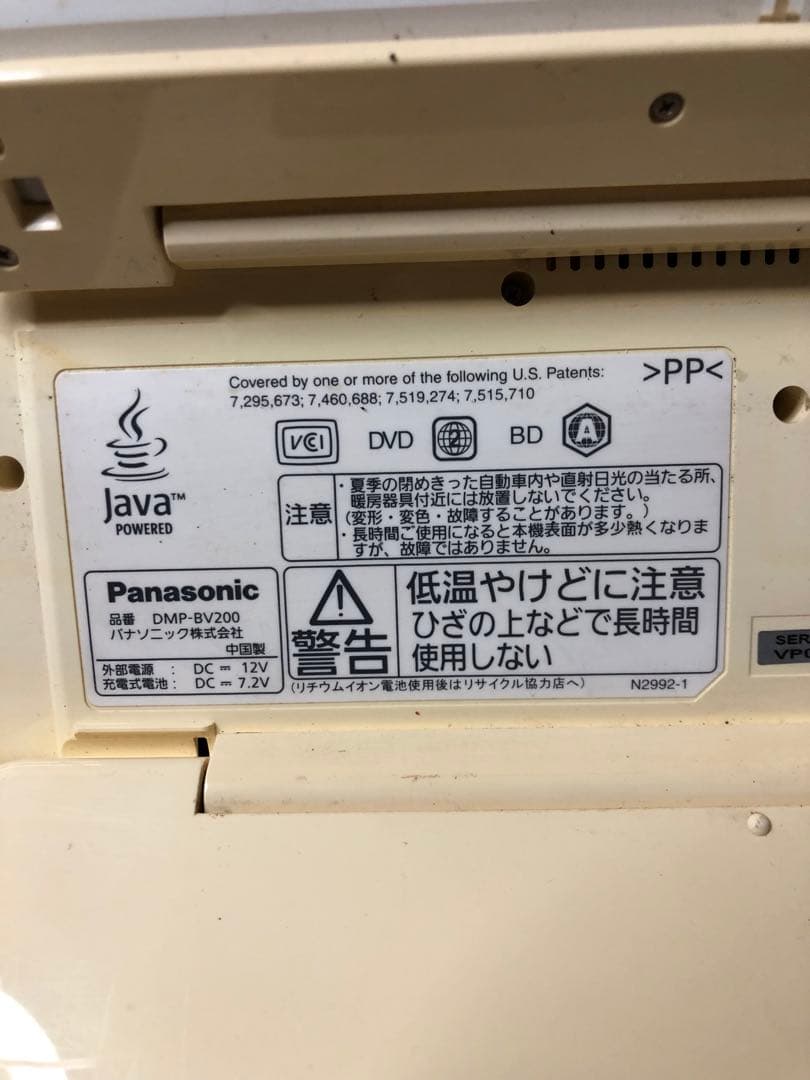 Covered by one or more of the following U.S. Patents:
7,295,673; 7,460,688; 7,519,274; 7,515,710
>PP<
Java™
POWERED
VCI
DVD 2
BD A
注意
・夏季の閉めきった自動車内や直射日光の当たる所、
暖房器具付近には放置しないでください。
(変形・変色・故障することがあります。)
・長時間ご使用になると本機表面が多少熱くなりま
すが、故障ではありません。
Panasonic
品番 DMP-BV200
パナソニック株式会社
中国製
外部電源 : DC ⎓ 12V
充電式電池 : DC ⎓ 7.2V
警告
低温やけどに注意
ひざの上などで長時間
使用しない
(リチウムイオン電池使用後はリサイクル協力店へ)
N2992-1
SER